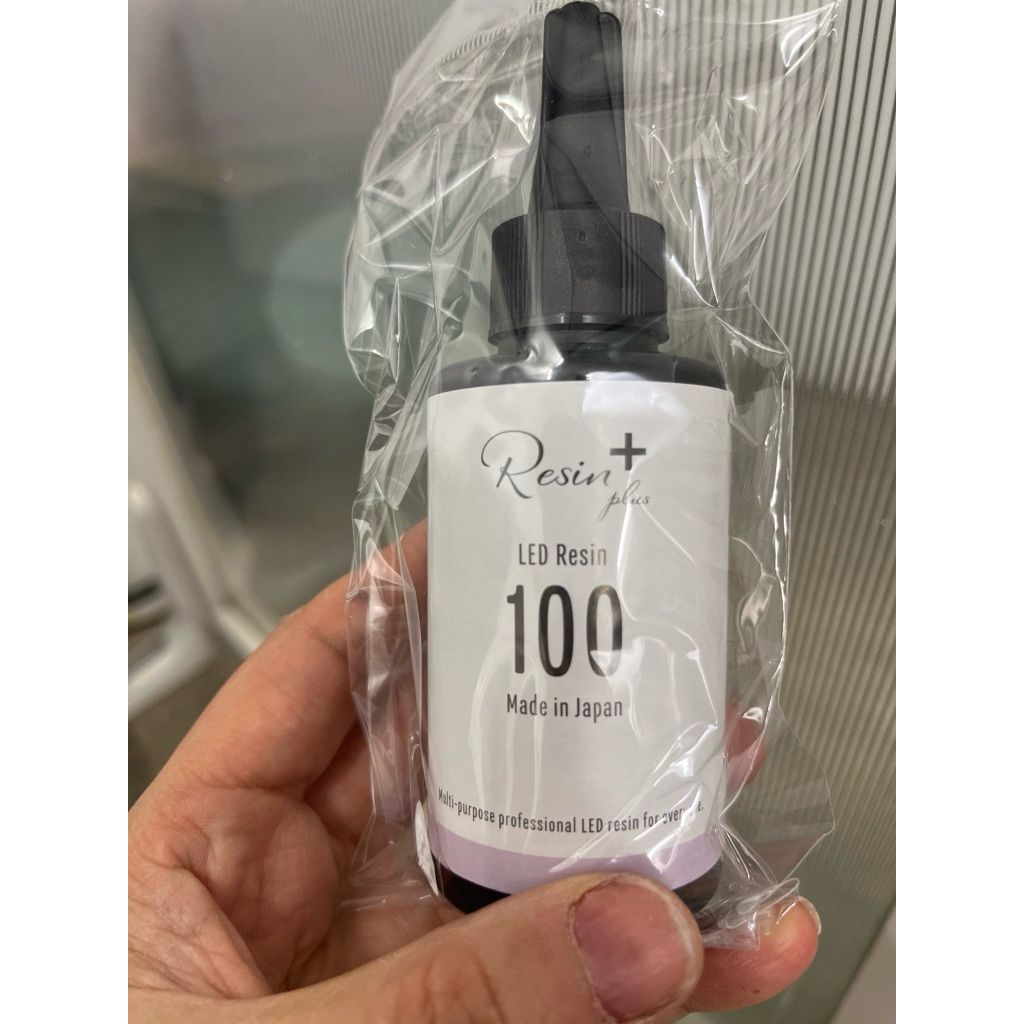 Resin+
plus
LED Resin
100
Made in Japan
Multi-purpose professional LED resin for